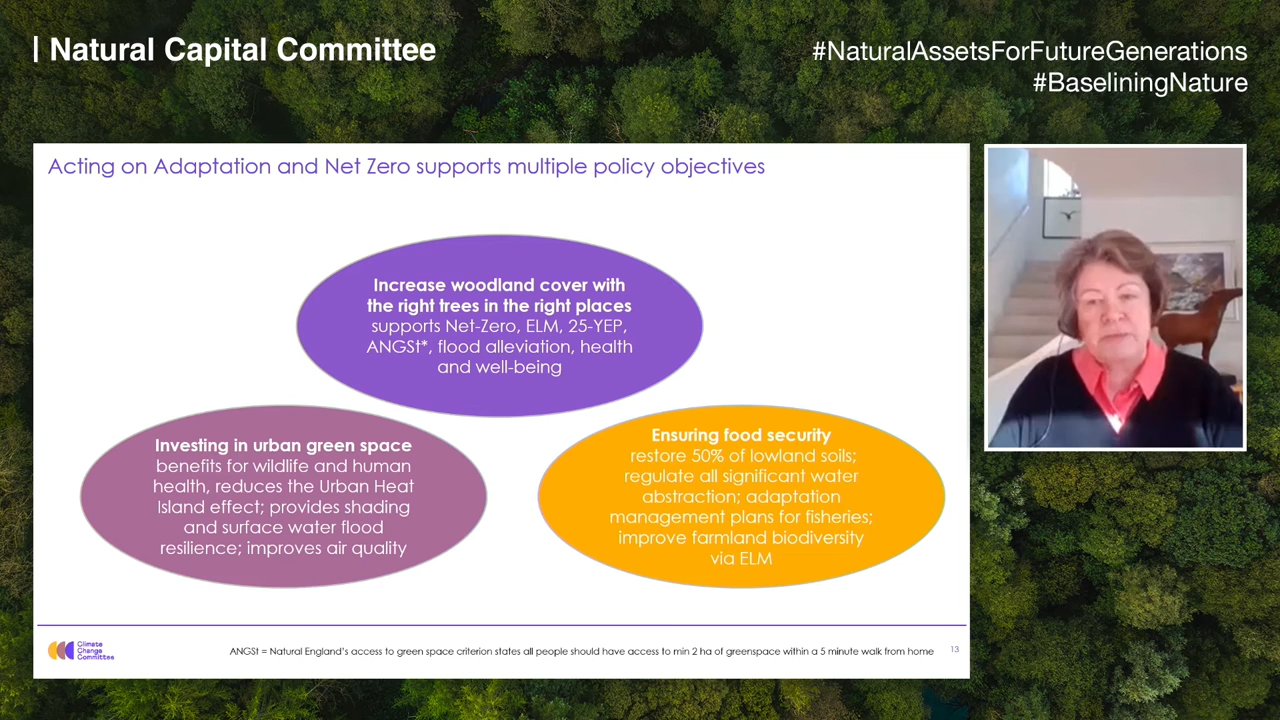 | Natural Capital Committee
#NaturalAssetsForFutureGenerations
#BaseliningNature
Acting on Adaptation and Net Zero supports multiple policy objectives
Increase woodland cover with
the right trees in the right places
supports Net-Zero, ELM, 25-YEP,
ANGSt*, flood alleviation, health
and well-being
Investing in urban green space
benefits for wildlife and human
health, reduces the Urban Heat
Island effect; provides shading
and surface water flood
resilience; improves air quality
Ensuring food security
restore 50% of lowland soils;
regulate all significant water
abstraction; adaptation
management plans for fisheries;
improve farmland biodiversity
via ELM
Climate
Change
Committee
ANGSt = Natural England's access to green space criterion states all people should have access to min 2 ha of greenspace within a 5 minute walk from home
13